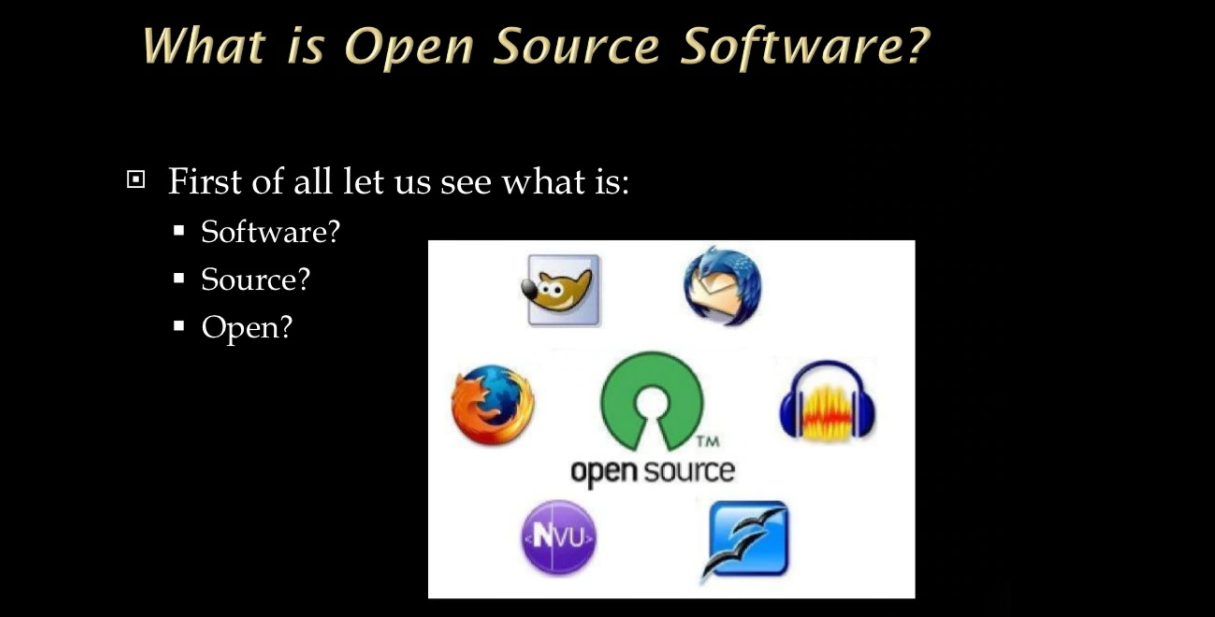 What is Open Source Software?
First of all let us see what is:
Software?
Source?
Open?
TM
open source
<NVU>